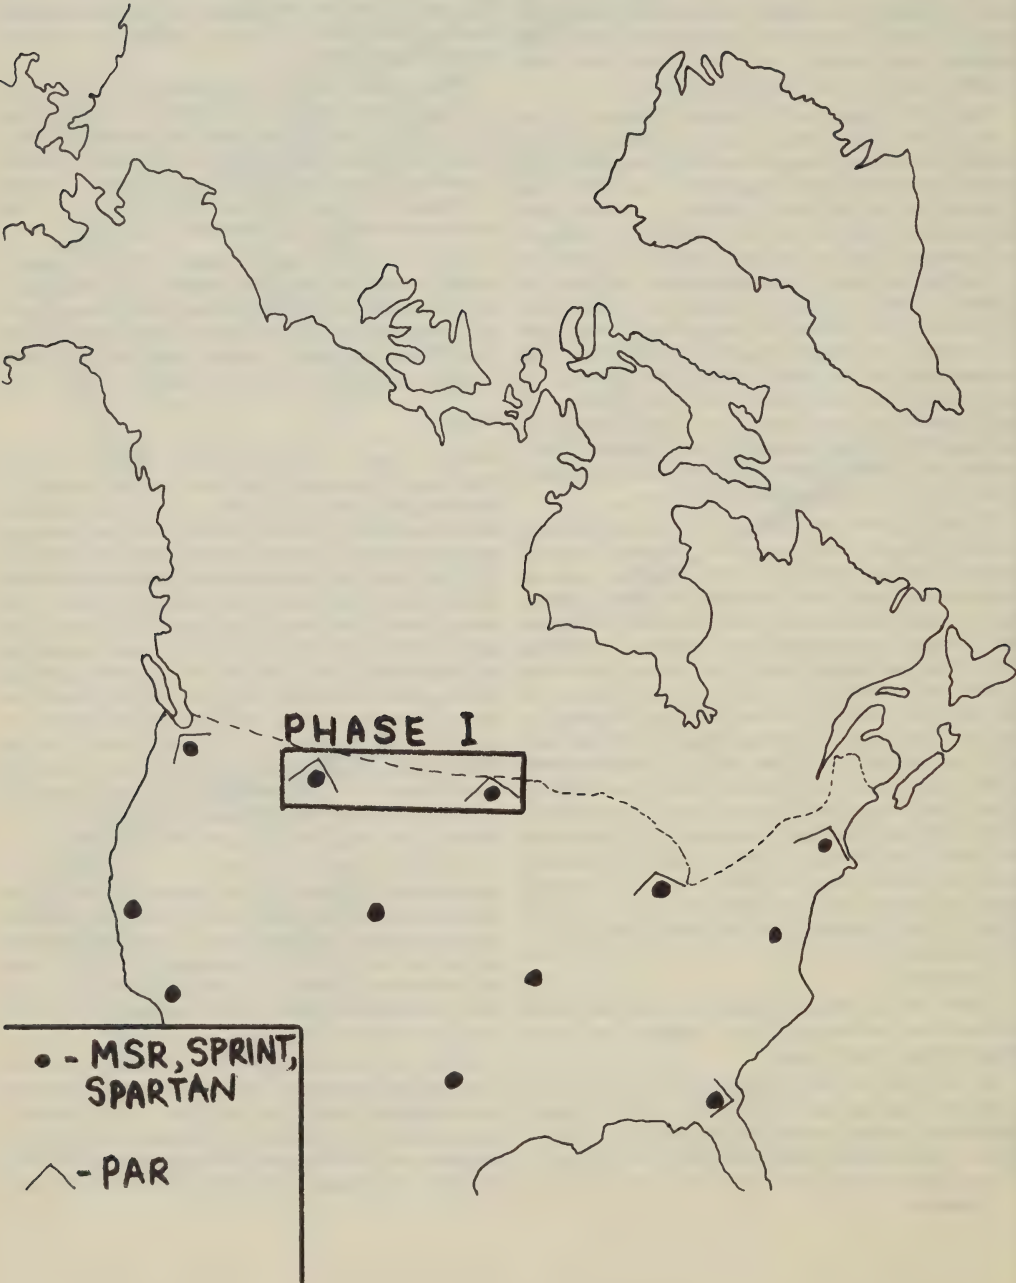 PHASE I
● - MSR, SPRINT,
SPARTAN
- PAR